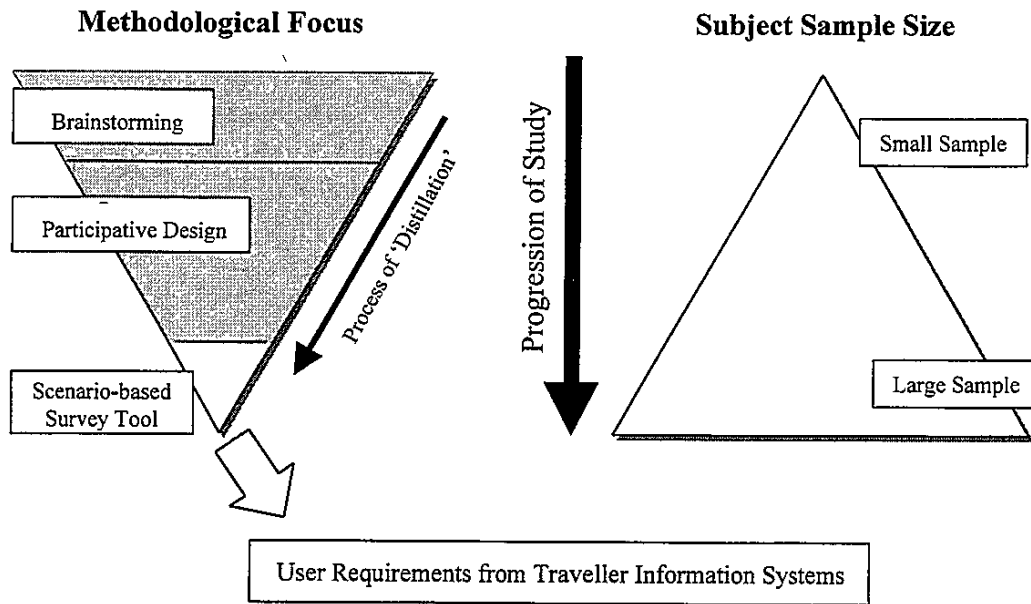 Methodological Focus
Brainstorming
Participative Design
Scenario-based
Survey Tool
Process of ‘Distillation’
Progression of Study
Subject Sample Size
Small Sample
Large Sample
User Requirements from Traveller Information Systems